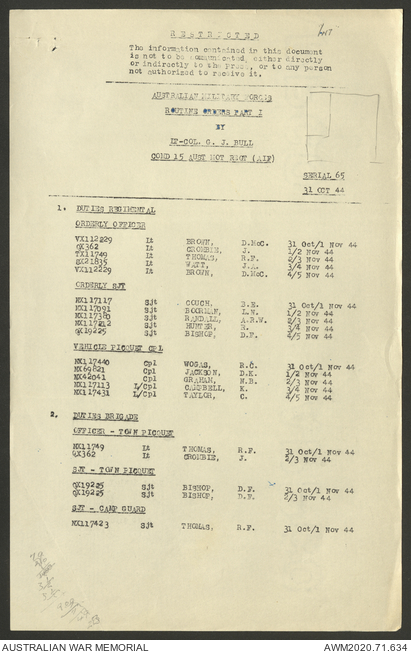 RESTRICTED
The information contained in this document
is not to be communicated, either directly
or indirectly to the Press, or to any person
not authorized to receive it.
AUSTRALIAN MILITARY FORCES
ROUTINE ORDERS PART I
BY
LT-COL. C. J. BULL
COMD 15 AUST MOT REGT (AIF)
SERIAL 65
31 OCT 44
1. DUTIES REGIMENTAL
ORDERLY OFFICER
VX112229 Lt BROWN, D.McC. 31 Oct/1 Nov 44
QX362 Lt CROMBIE, J. 1/2 Nov 44
TX11749 Lt THOMAS, R.F. 2/3 Nov 44
SX21835 Lt WATT, J.A. 3/4 Nov 44
VX112229 Lt BROWN, D.McC. 4/5 Nov 44
ORDERLY SJT
NX117117 Sjt COUCH, B.E. 31 Oct/1 Nov 44
NX117091 Sjt BOORMAN, L.N. 1/2 Nov 44
NX117380 Sjt RANDALL, A.R.W. 2/3 Nov 44
NX117212 Sjt HUNTER, R. 3/4 Nov 44
QX19225 Sjt BISHOP, D.F. 4/5 Nov 44
VEHICLE PICQUET CPL
NX117440 Cpl WOGAS, R.C. 31 Oct/1 Nov 44
NX69821 Cpl JACKSON, D.K. 1/2 Nov 44
NX42041 Cpl GRAHAM, N.B. 2/3 Nov 44
NX117113 L/Cpl CAMPBELL, K. 3/4 Nov 44
NX117431 L/Cpl TAYLOR, C. 4/5 Nov 44
2. DUTIES BRIGADE
OFFICER - TOWN PICQUET
NX11749 Lt THOMAS, R.F. 31 Oct/1 Nov 44
QX362 Lt CROMBIE, J. 2/3 Nov 44
SJT - TOWN PICQUET
QX19225 Sjt BISHOP, D.F. 31 Oct/1 Nov 44
QX19225 Sjt BISHOP, D.F. 2/3 Nov 44
SJT - CAMP GUARD
NX117423 Sjt THOMAS, R.F. 31 Oct/1 Nov 44
AUSTRALIAN WAR MEMORIAL AWM2020.71.634